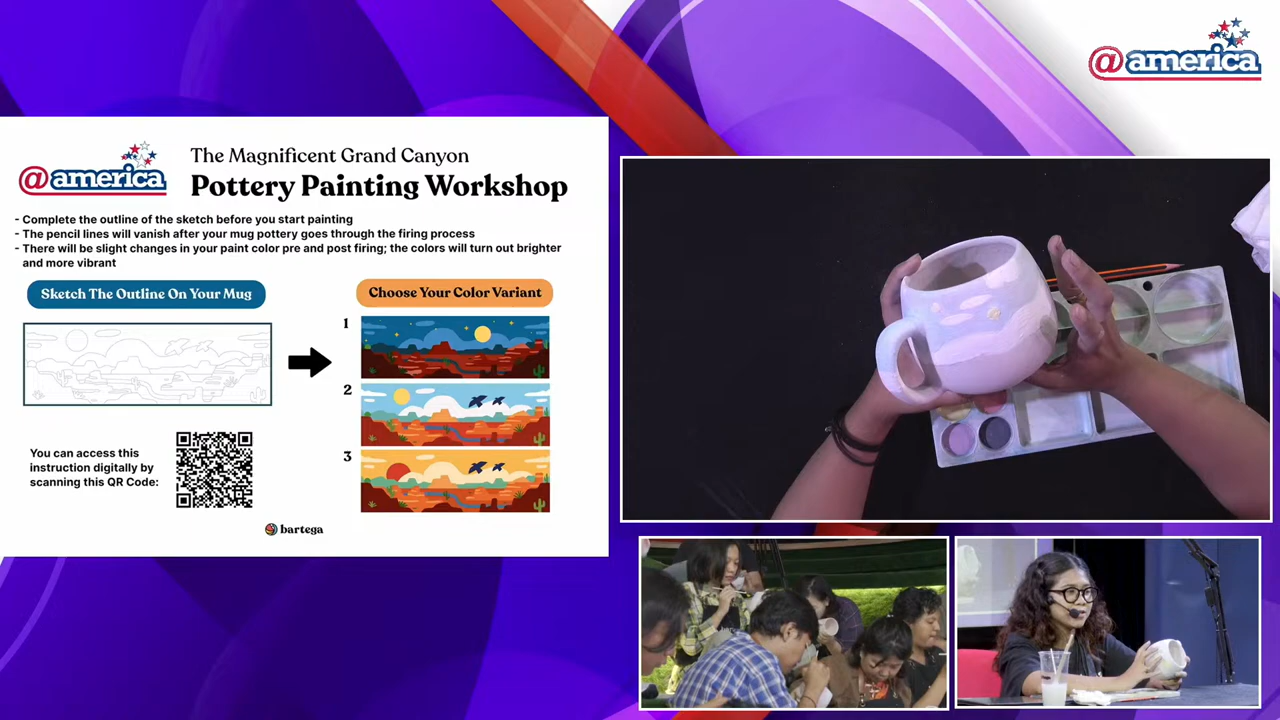 @america
@america
The Magnificent Grand Canyon
Pottery Painting Workshop
- Complete the outline of the sketch before you start painting
- The pencil lines will vanish after your mug pottery goes through the firing process
- There will be slight changes in your paint color pre and post firing; the colors will turn out brighter
and more vibrant
Sketch The Outline On Your Mug
Choose Your Color Variant
1
2
3
You can access this
instruction digitally by
scanning this QR Code:
bartega